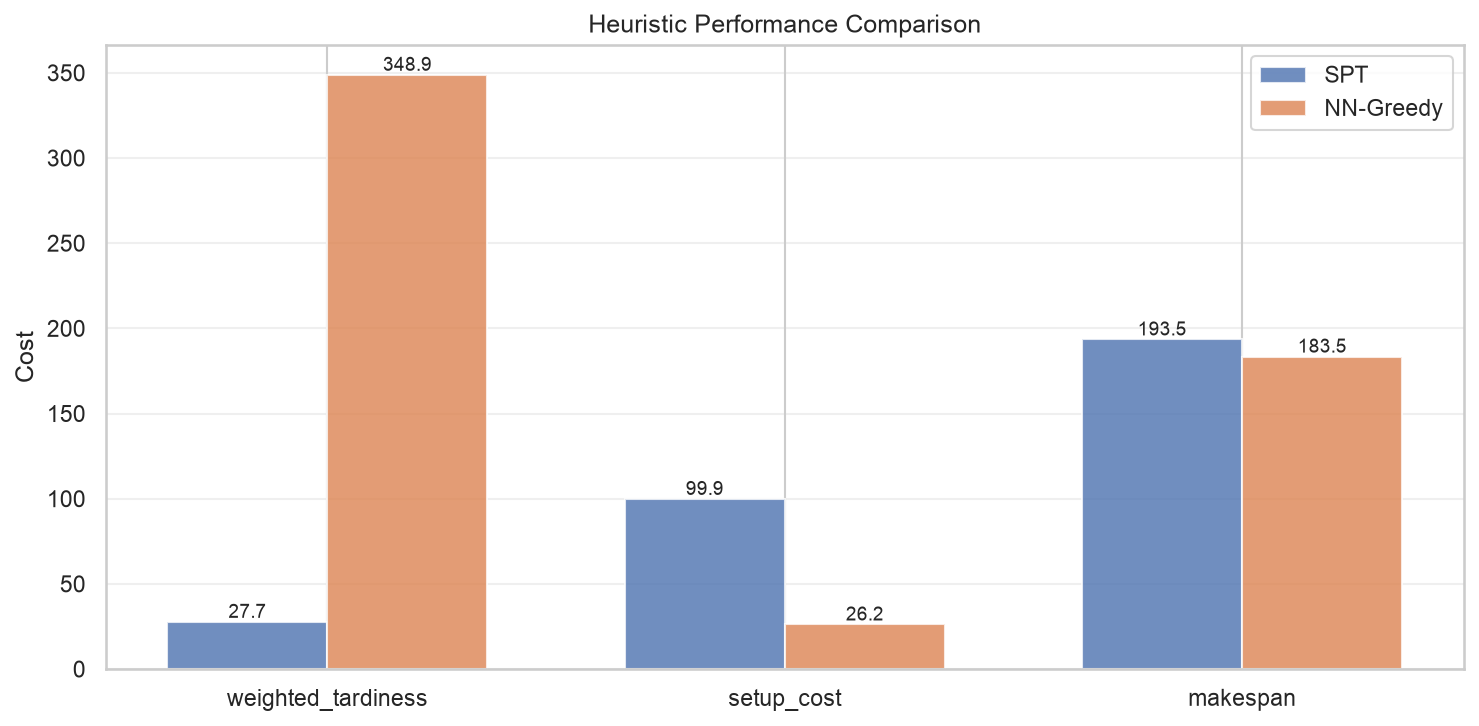 Heuristic Performance Comparison
SPT
NN-Greedy
Cost
350
300
250
200
150
100
50
0
348.9
27.7
99.9
26.2
193.5
183.5
weighted_tardiness
setup_cost
makespan